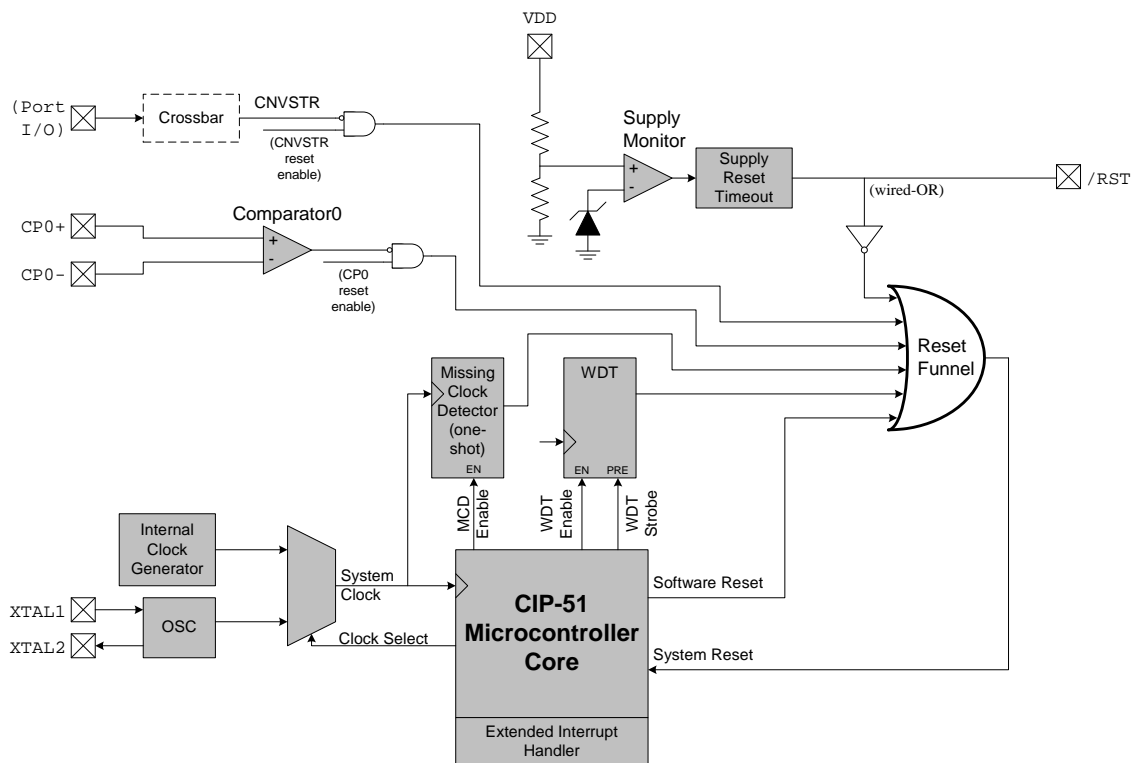 VDD
(Port
I/O)
Crossbar
CNVSTR
(CNVSTR
reset
enable)
Supply
Monitor
+
-
Supply
Reset
Timeout
(wired-OR)
/RST
CP0+
CP0-
Comparator0
+
-
(CP0
reset
enable)
Reset
Funnel
Missing
Clock
Detector
(one-
shot)
EN
WDT
EN
PRE
MCD
Enable
WDT
Enable
WDT
Strobe
Internal
Clock
Generator
System
Clock
XTAL1
XTAL2
OSC
Clock Select
CIP-51
Microcontroller
Core
Software Reset
System Reset
Extended Interrupt
Handler